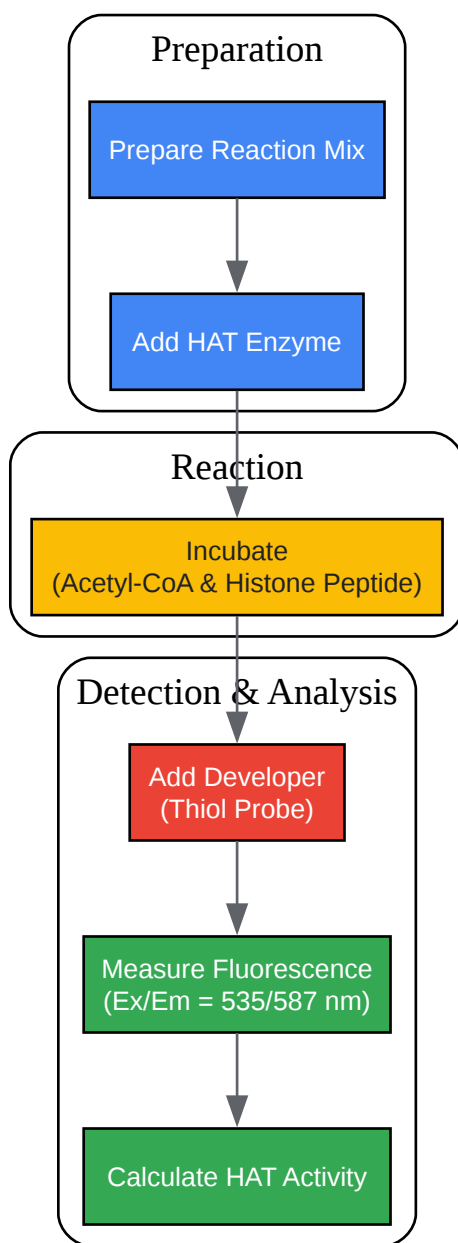 Preparation
Prepare Reaction Mix
Add HAT Enzyme
Reaction
Incubate
(Acetyl-CoA & Histone Peptide)
Detection & Analysis
Add Developer
(Thiol Probe)
Measure Fluorescence
(Ex/Em = 535/587 nm)
Calculate HAT Activity